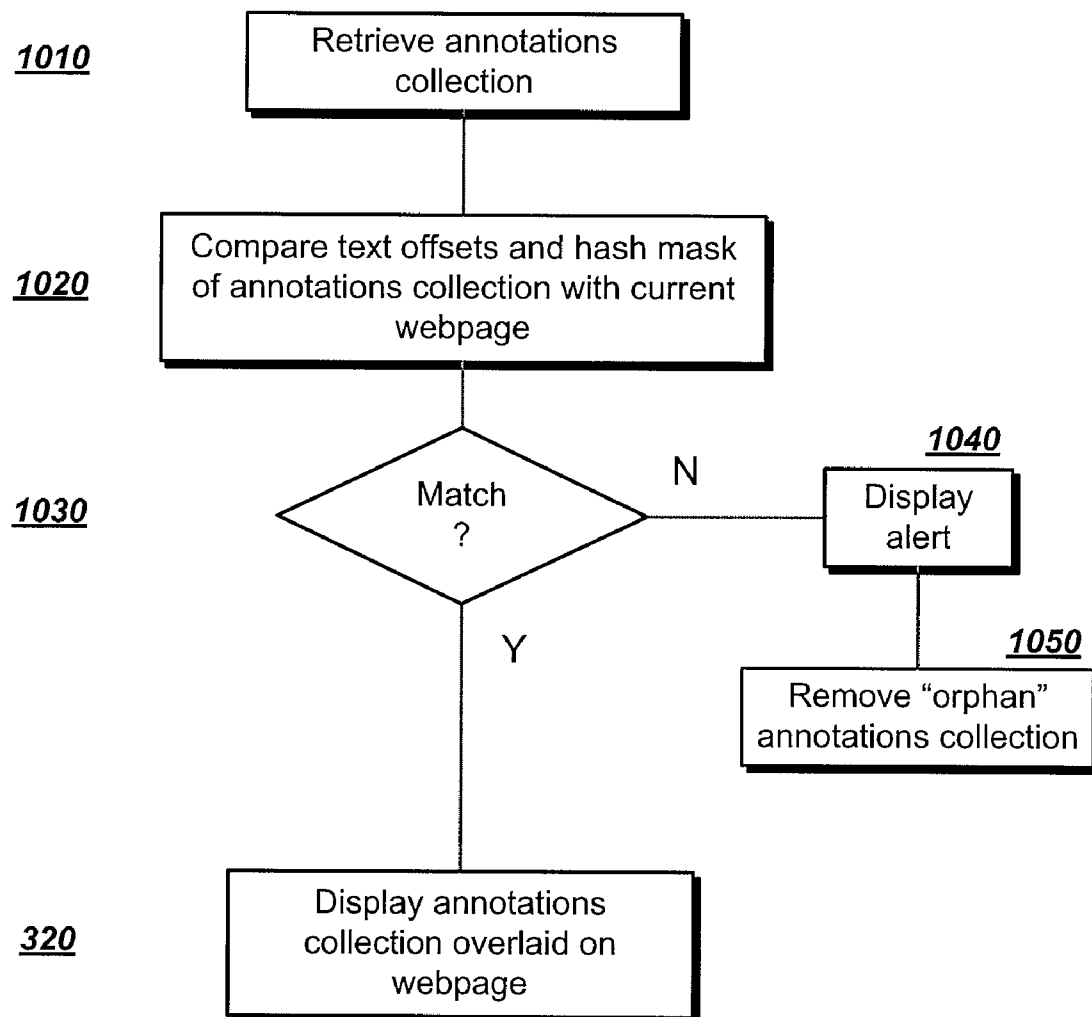 1010
Retrieve annotations
collection
1020
Compare text offsets and hash mask
of annotations collection with current
webpage
1030
Match
?
N
1040
Display
alert
Y
1050
Remove “orphan”
annotations collection
320
Display annotations
collection overlaid on
webpage